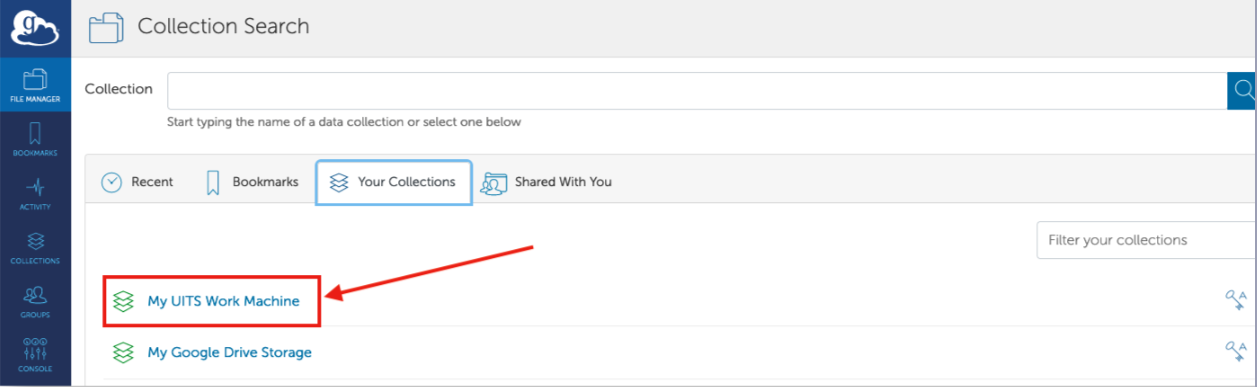 g
Collection Search
FILE MANAGER
BOOKMARKS
ACTIVITY
COLLECTIONS
GROUPS
CONSOLE
Collection
Start typing the name of a data collection or select one below
Recent Bookmarks Your Collections Shared With You
Filter your collections
My UITS Work Machine
A
My Google Drive Storage
A